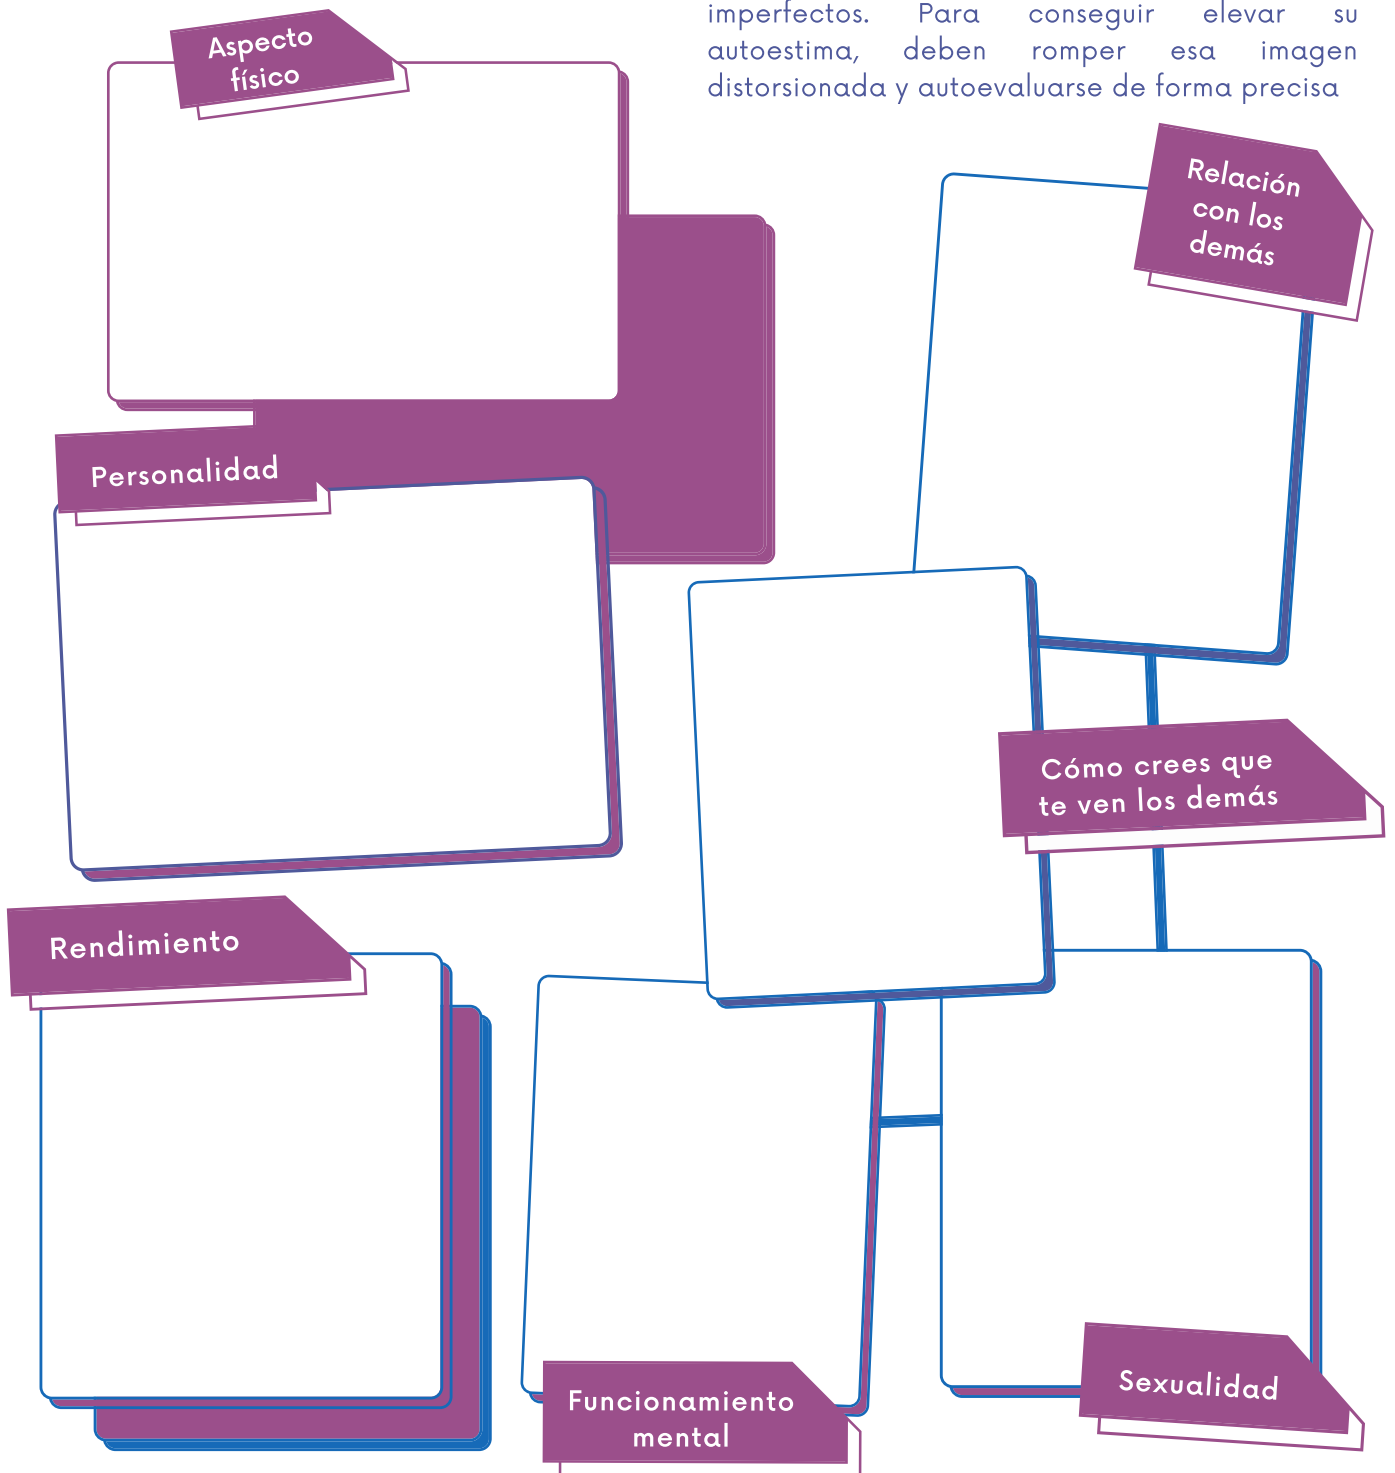 imperfectos. Para conseguir elevar su
autoestima, deben romper esa imagen
distorsionada y autoevaluarse de forma precisa
Aspecto
físico
Relación
con los
demás
Personalidad
Cómo crees que
te ven los demás
Rendimiento
Funcionamiento
mental
Sexualidad